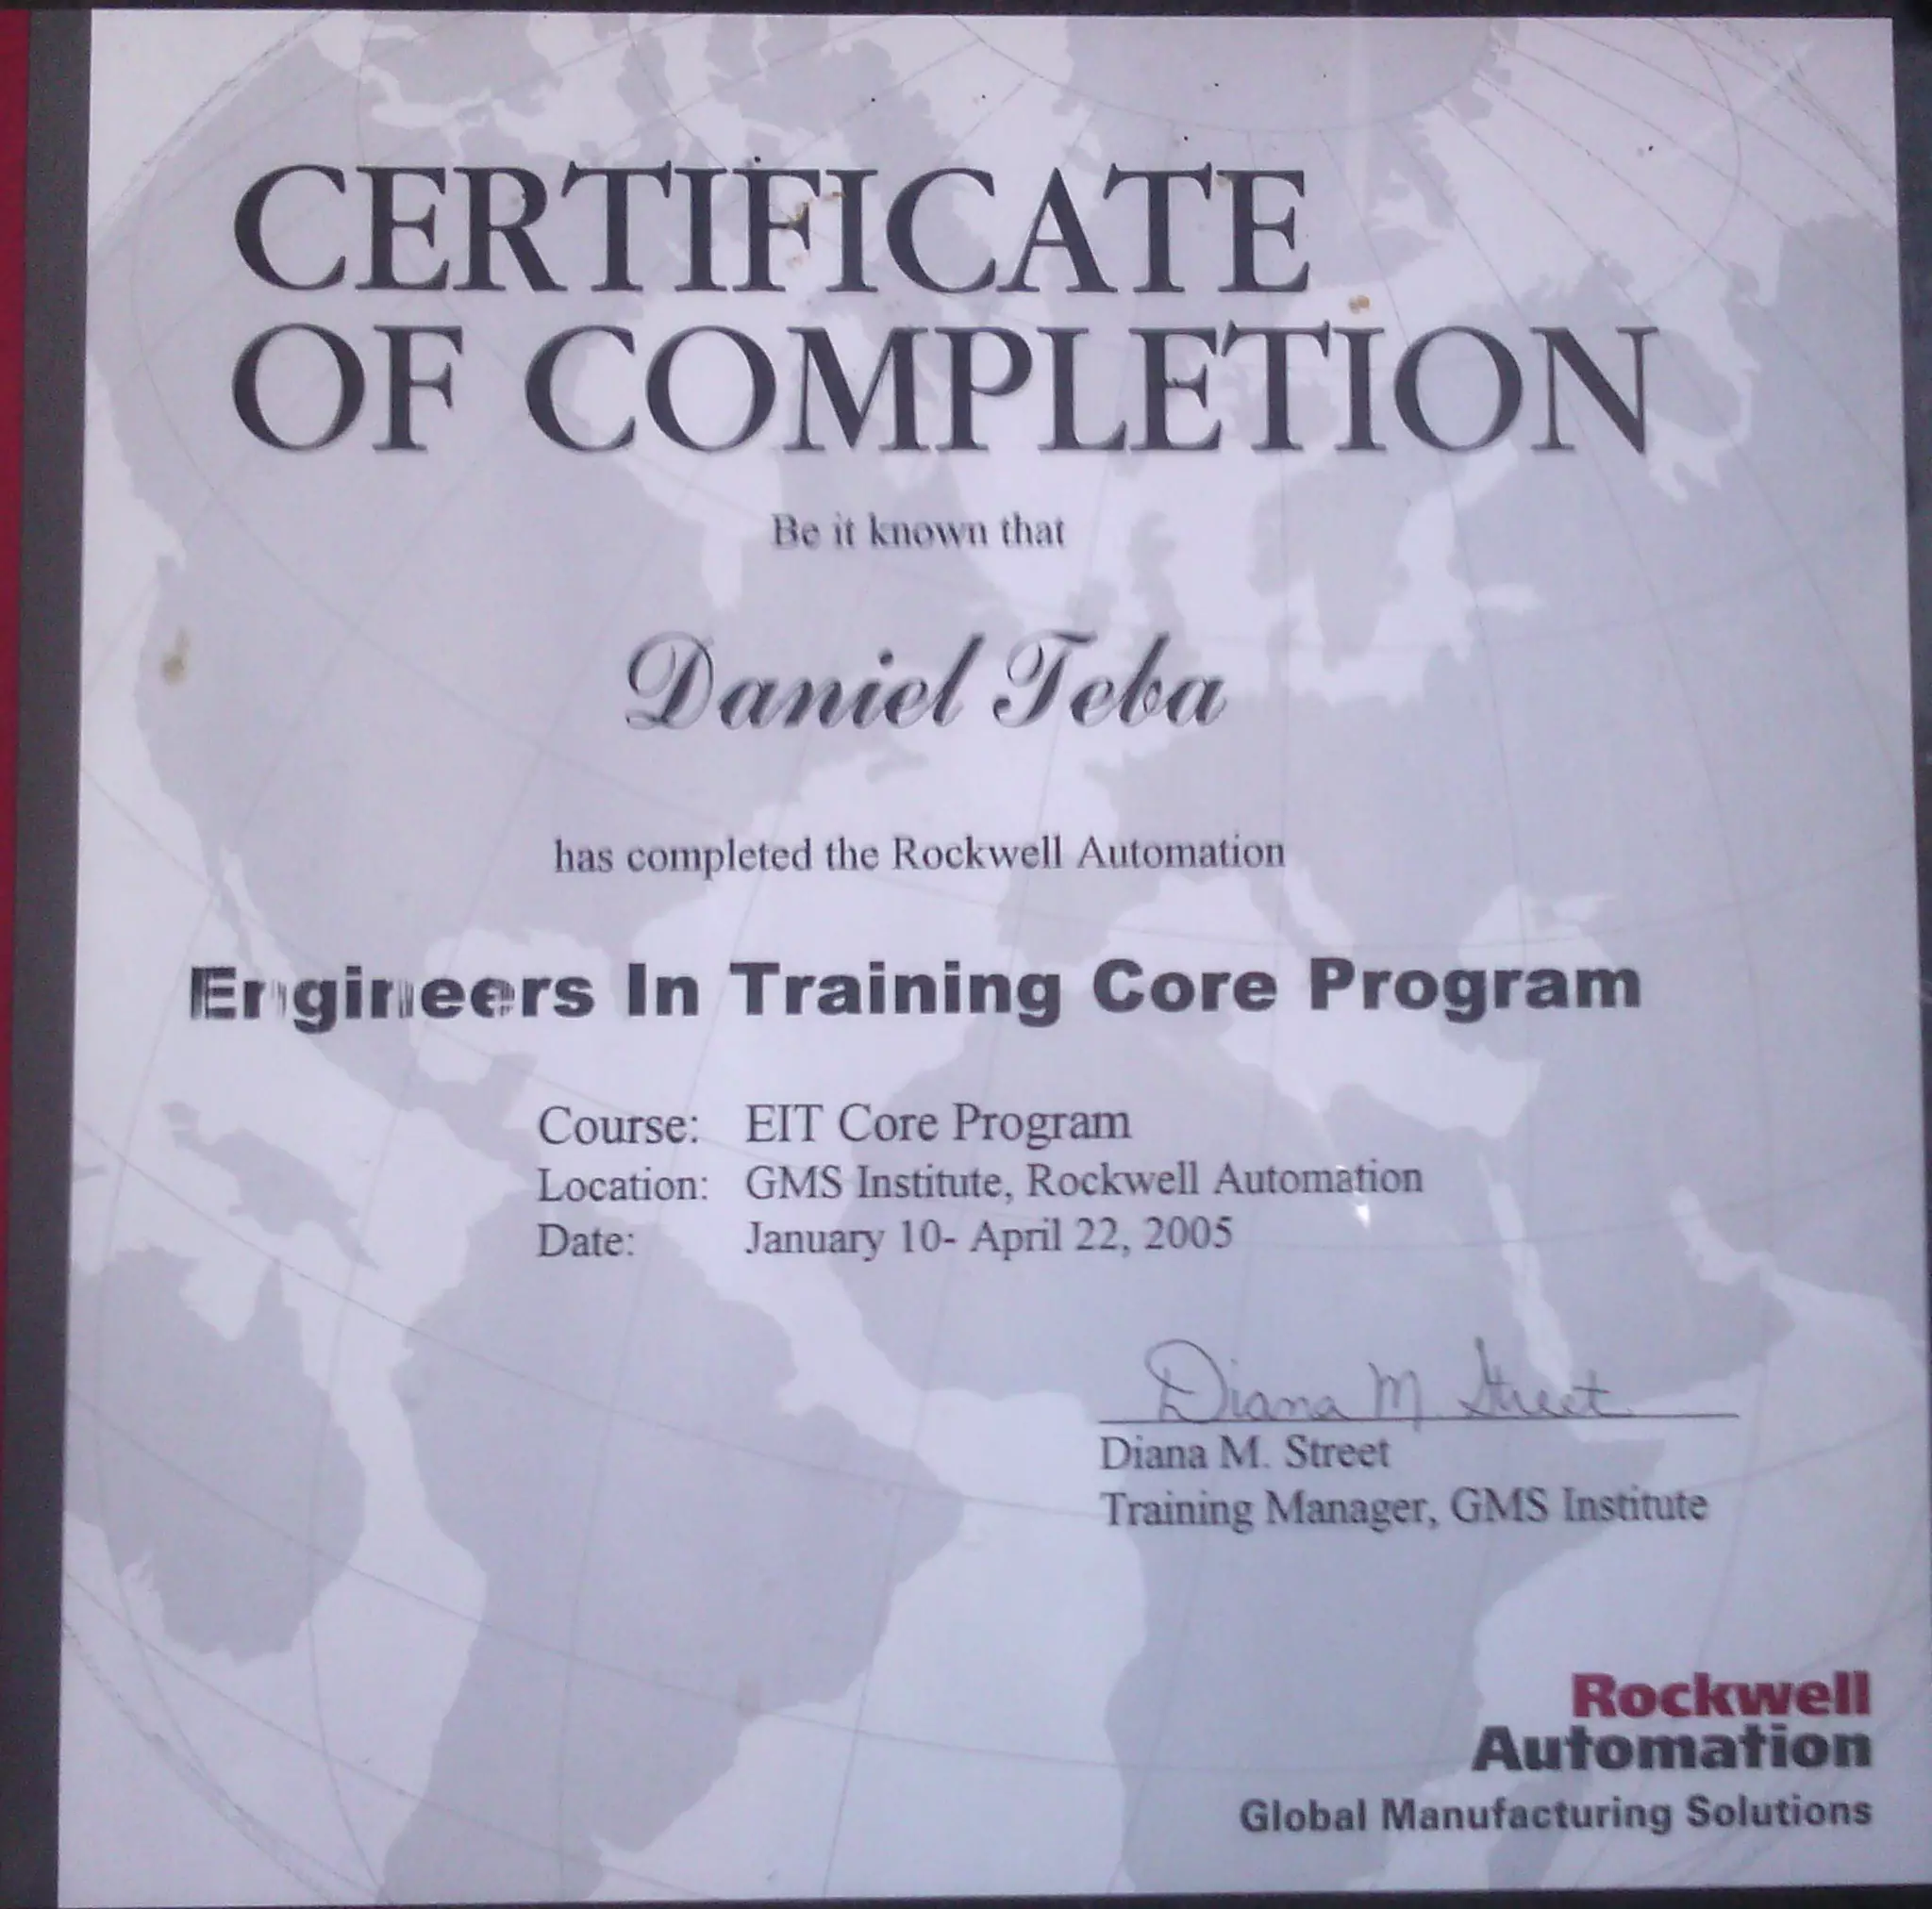 CERTIFICATE
OF COMPLETION
Be it known that
Daniel Teba
has completed the Rockwell Automation
Engineers In Training Core Program
Course: EIT Core Program
Location: GMS Institute, Rockwell Automation
Date: January 10- April 22, 2005
Diana M. Street
Diana M. Street
Training Manager, GMS Institute
Rockwell
Automation
Global Manufacturing Solutions